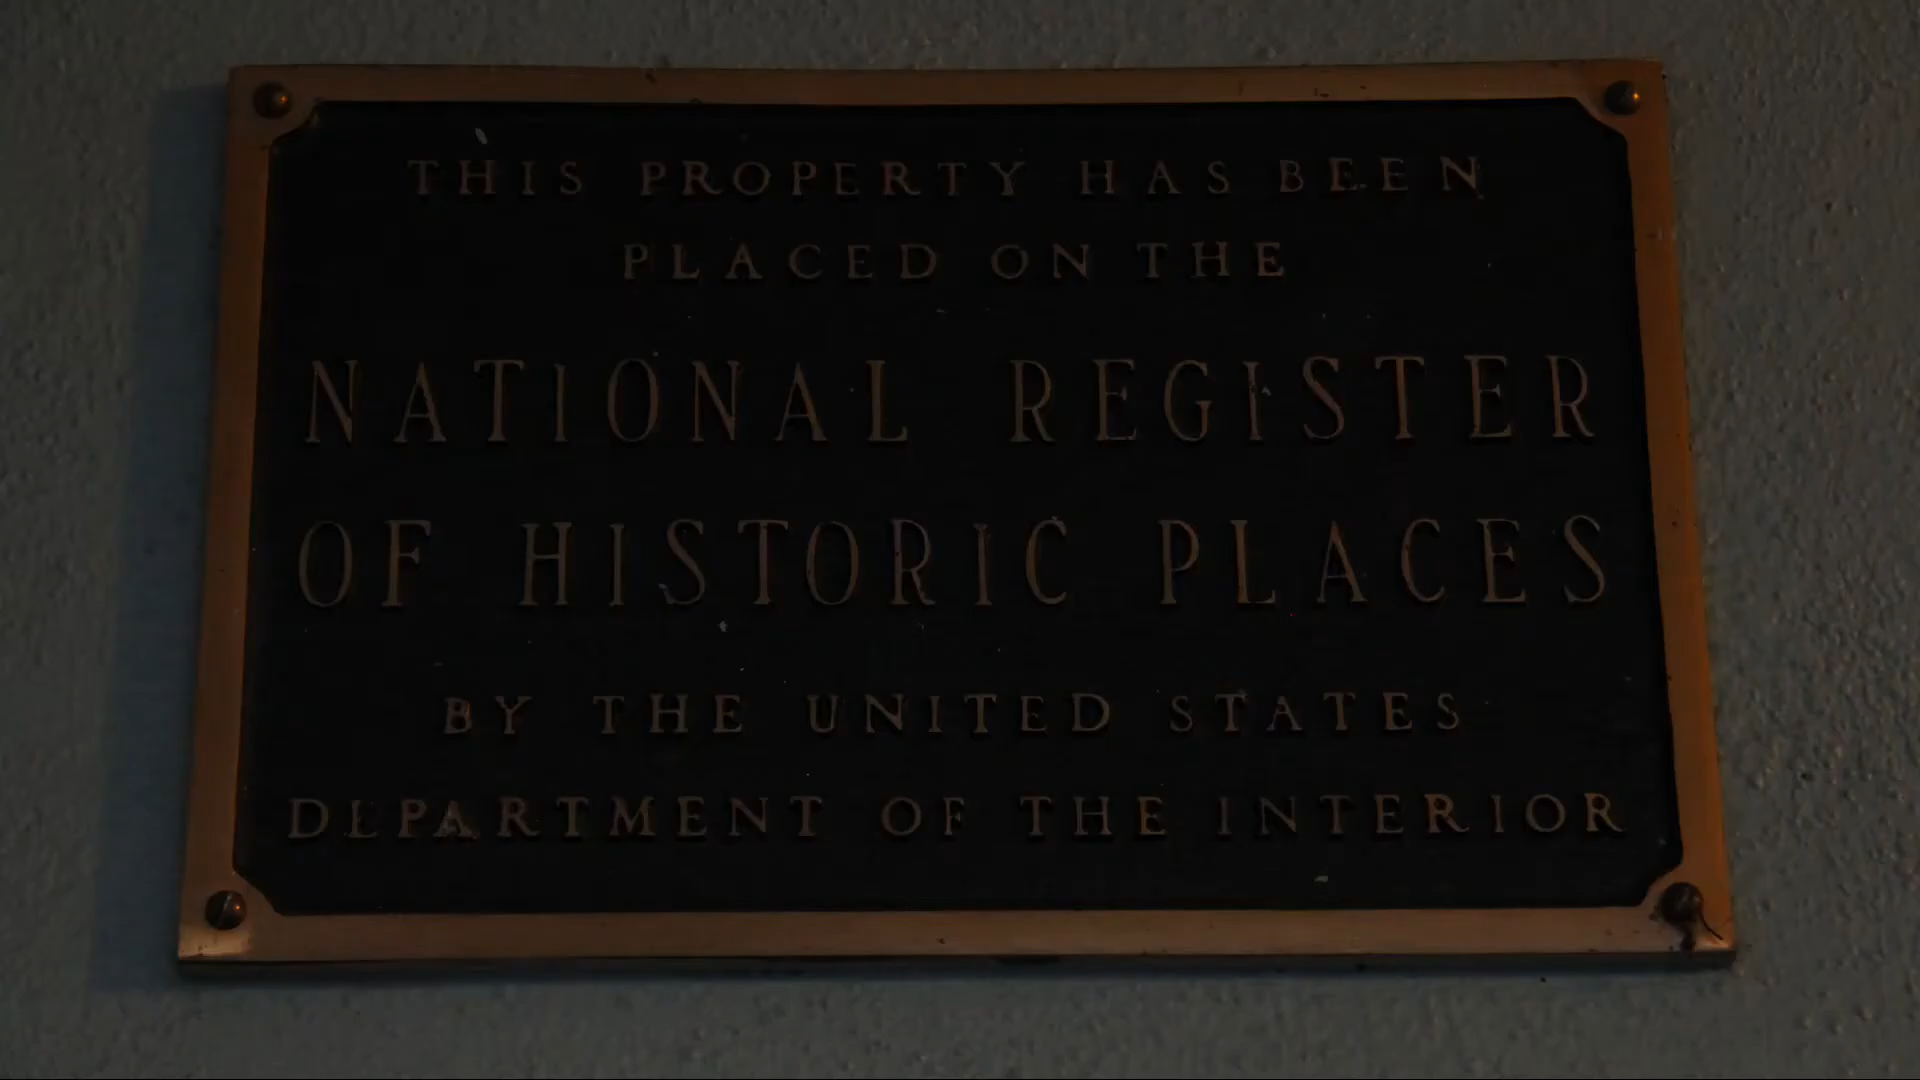 THIS PROPERTY HAS BEEN
PLACED ON THE
NATIONAL REGISTER
OF HISTORIC PLACES
BY THE UNITED STATES
DEPARTMENT OF THE INTERIOR